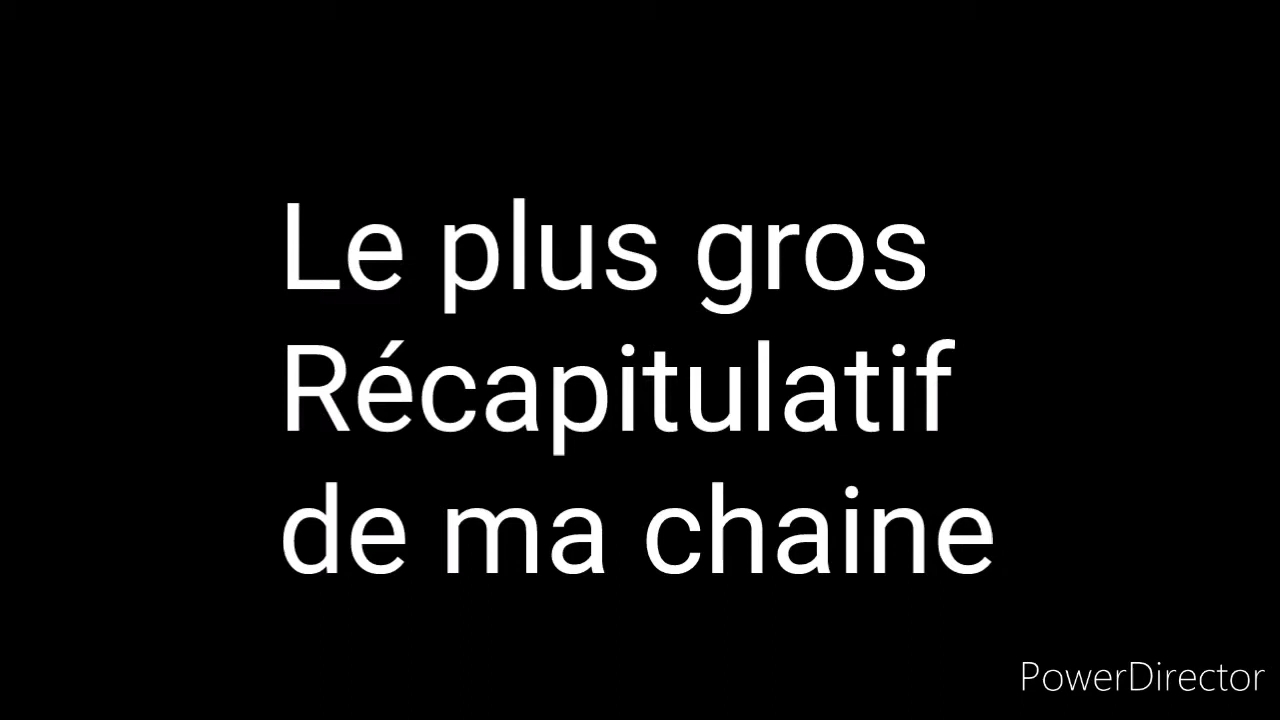 Le plus gros
Récapitulatif
de ma chaine
PowerDirector